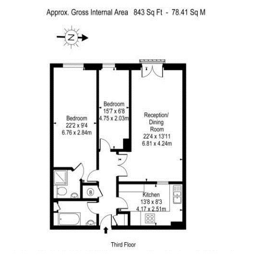 Approx. Gross Internal Area 843 Sq Ft - 78.41 Sq M
N
Bedroom
15'7 x 6'8
4.75 x 2.03m
Bedroom
22'2 x 9'4
6.76 x 2.84m
Reception/
Dining
Room
22'4 x 13'11
6.81 x 4.24m
Kitchen
13'8 x 8'3
4.17 x 2.51m
IN
Third Floor